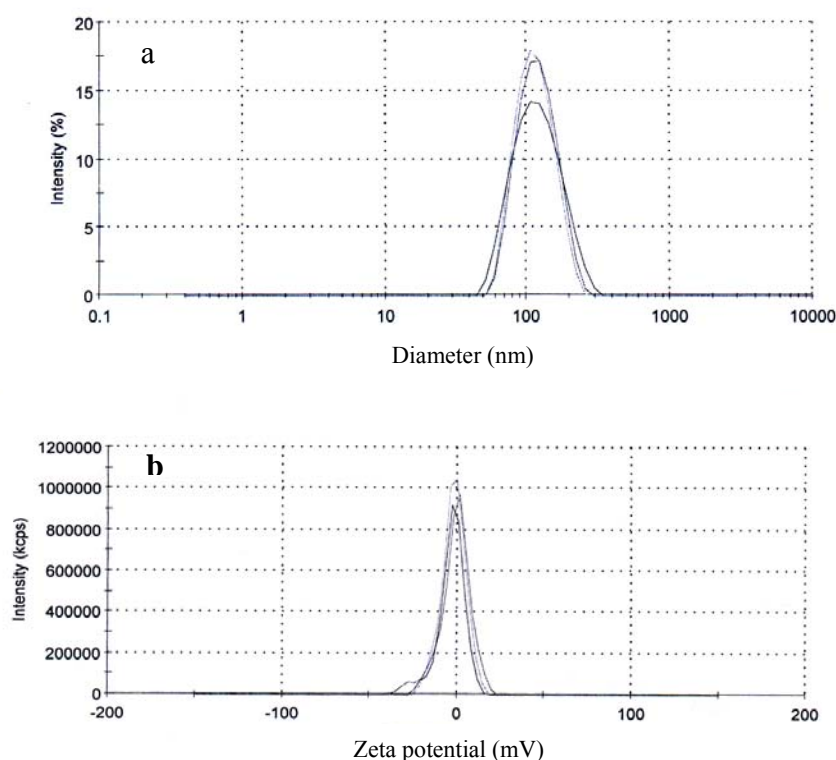 a
20
15
10
5
0
Intensity (%)
0.1 1 10 100 1000 10000
Diameter (nm)
b
1200000
1000000
800000
600000
400000
200000
0
Intensity (kcps)
-200 -100 0 100 200
Zeta potential (mV)